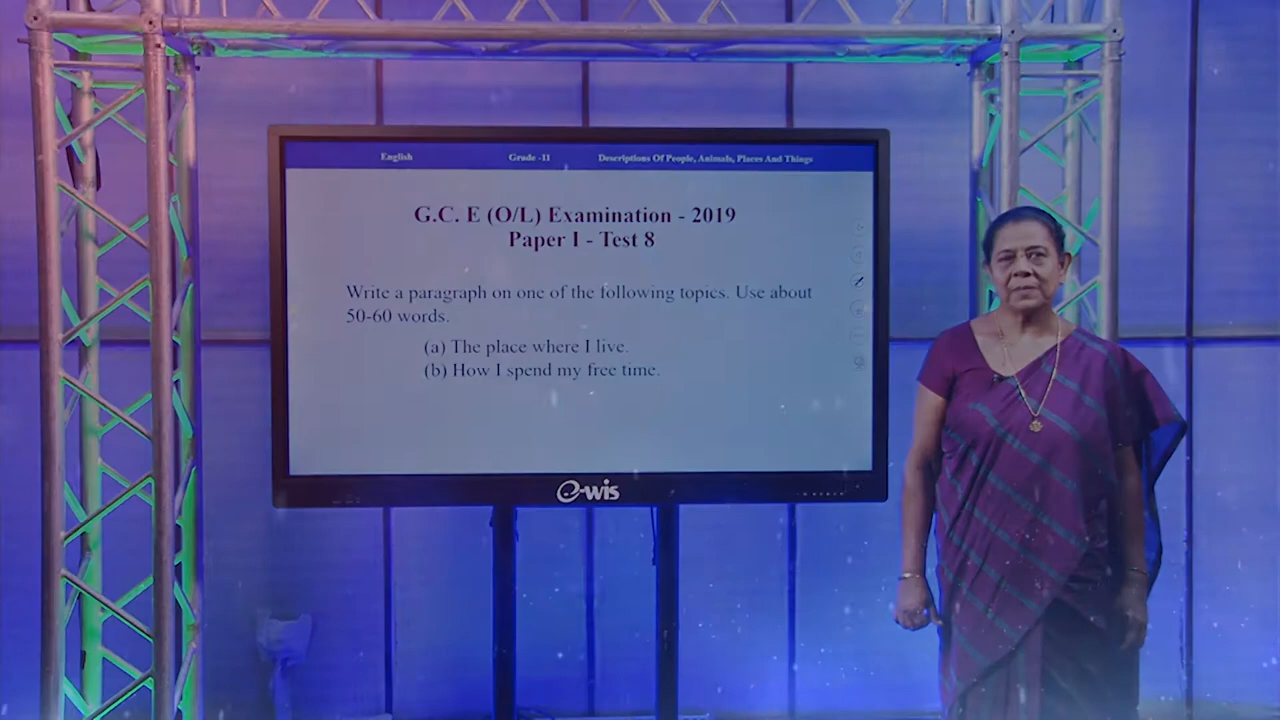 English Grade -11 Descriptions Of People, Animals, Places And Things
G.C. E (O/L) Examination - 2019
Paper I - Test 8
Write a paragraph on one of the following topics. Use about
50-60 words.
(a) The place where I live.
(b) How I spend my free time.
e-wis